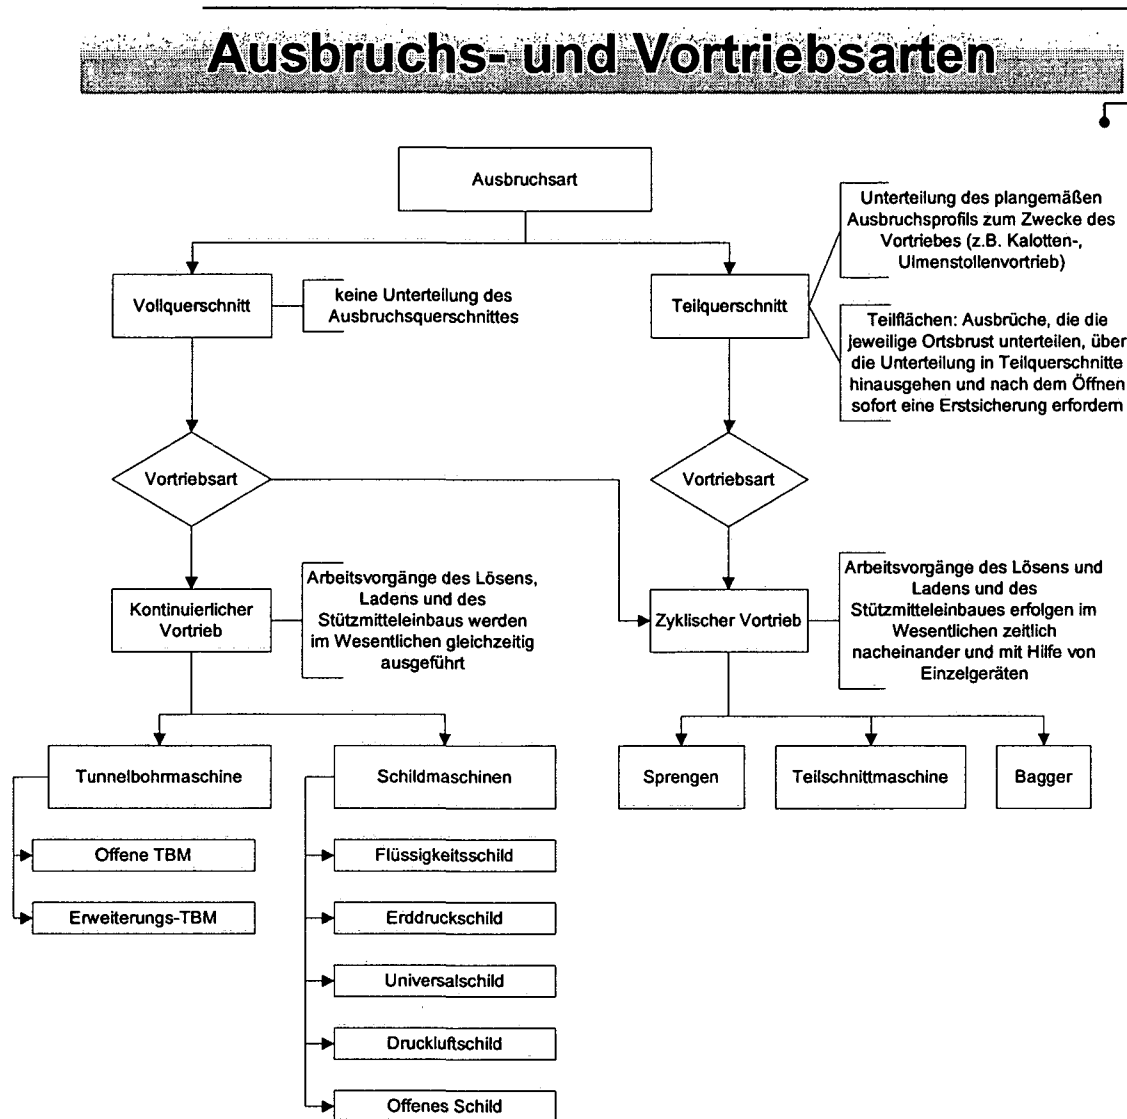 Ausbruchs- und Vortriebsarten
Ausbruchsart
Unterteilung des plangemäßen
Ausbruchsprofils zum Zwecke des
Vortriebes (z.B. Kalotten-,
Ulmenstollenvortrieb)
Vollquerschnitt
keine Unterteilung des
Ausbruchsquerschnittes
Teilquerschnitt
Teilflächen: Ausbrüche, die die
jeweilige Ortsbrust unterteilen, über
die Unterteilung in Teilquerschnitte
hinausgehen und nach dem Öffnen
sofort eine Erstsicherung erfordern
Vortriebsart
Vortriebsart
Kontinuierlicher
Vortrieb
Arbeitsvorgänge des Lösens,
Ladens und des
Stützmitteleinbaus werden
im Wesentlichen gleichzeitig
ausgeführt
Zyklischer Vortrieb
Arbeitsvorgänge des Lösens und
Ladens und des
Stützmitteleinbaues erfolgen im
Wesentlichen zeitlich
nacheinander und mit Hilfe von
Einzelgeräten
Tunnelbohrmaschine
Schildmaschinen
Sprengen
Teilschnittmaschine
Bagger
Offene TBM
Flüssigkeitsschild
Erweiterungs-TBM
Erddruckschild
Universalschild
Druckluftschild
Offenes Schild